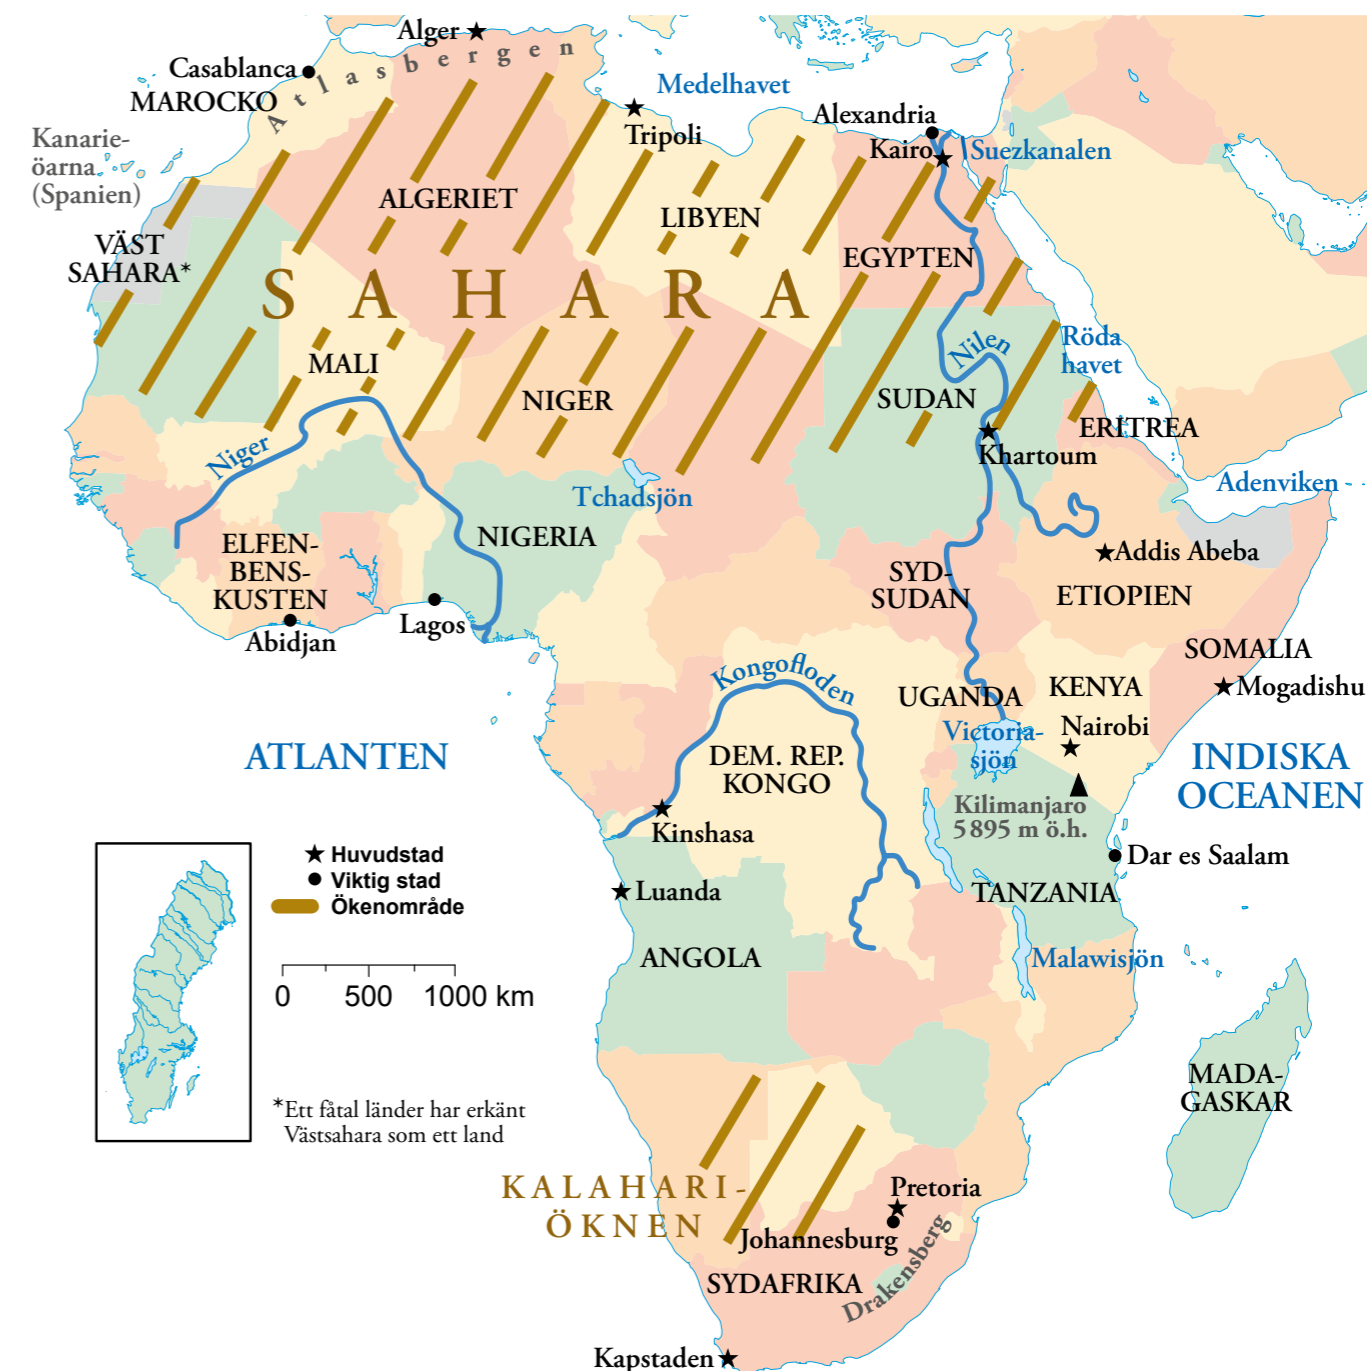 Alger
Atlasbergen
Casablanca
MAROCKO
Medelhavet
Tripoli
Alexandria
Kairo
Suezkanalen
Kanarie-
öarna
(Spanien)
ALGERIET
LIBYEN
VÄST
SAHARA*
EGYPTEN
SAHARA
Nilen
Röda
havet
MALI
NIGER
SUDAN
ERITREA
Khartoum
Niger
Tchadsjön
Adenviken
NIGERIA
ELFEN-
BENS-
KUSTEN
Addis Abeba
SYD-
SUDAN
ETIOPIEN
Lagos
Abidjan
SOMALIA
Kongofloden
UGANDA
KENYA
Mogadishu
Nairobi
Victoria-
sjön
ATLANTEN
DEM. REP.
KONGO
INDISKA
OCEANEN
Kilimanjaro
5 895 m ö.h.
Kinshasa
Dar es Saalam
Huvudstad
Viktig stad
Ökenområde
Luanda
TANZANIA
ANGOLA
Malawisjön
0 500 1000 km
MADA-
GASKAR
*Ett fåtal länder har erkänt
Västsahara som ett land
KALAHARI-
ÖKNEN
Pretoria
Johannesburg
Drakensberg
SYDAFRIKA
Kapstaden